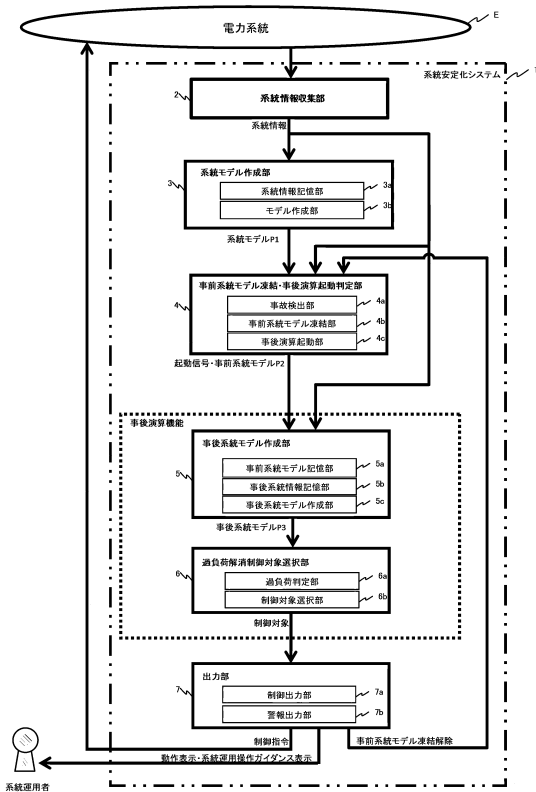 電力系統
E
系統安定化システム
1
2
系統情報収集部
系統情報
系統モデル作成部
3
系統情報記憶部
3a
モデル作成部
3b
系統モデルP1
事前系統モデル凍結・事後演算起動判定部
4
事故検出部
4a
事前系統モデル凍結部
4b
事後演算起動部
4c
起動信号・事前系統モデルP2
事後演算機能
事後系統モデル作成部
5
事前系統モデル記憶部
5a
事後系統情報記憶部
5b
事後系統モデル作成部
5c
事後系統モデルP3
過負荷解消制御対象選択部
6
過負荷判定部
6a
制御対象選択部
6b
制御対象
出力部
7
制御出力部
7a
警報出力部
7b
制御指令
事前系統モデル凍結解除
動作表示・系統運用操作ガイダンス表示
系統運用者